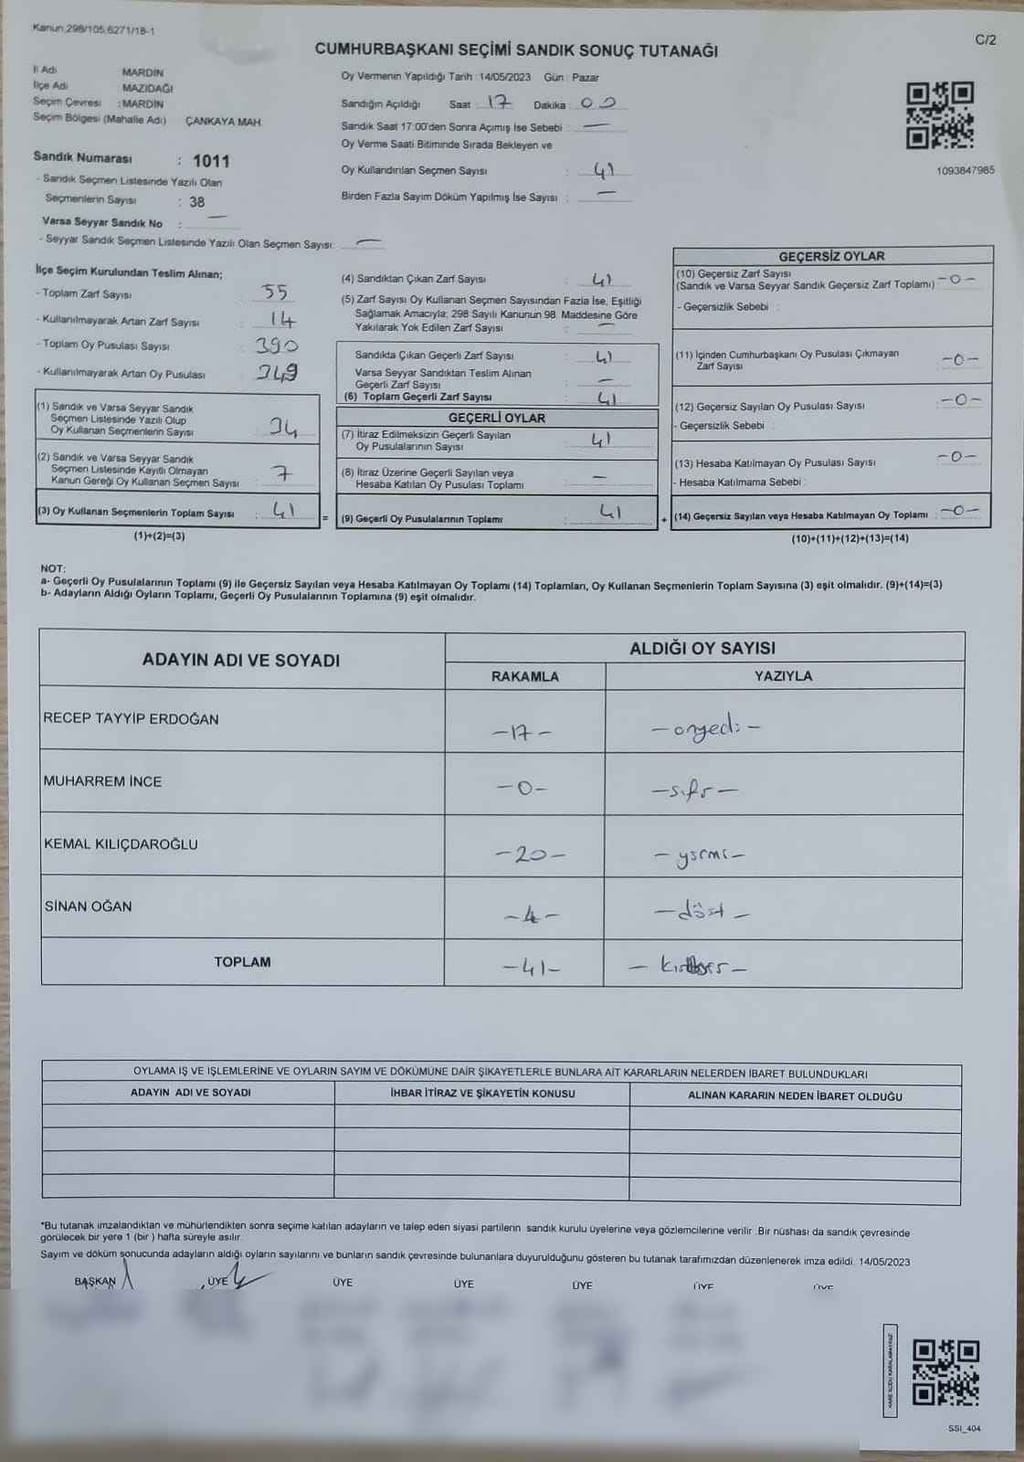 Kanun 298/105,6271/18-1
C/2
CUMHURBAŞKANI SEÇİMİ SANDIK SONUÇ TUTANAĞI
İl Adı MARDİN
İlçe Adı MAZIDAĞI
Seçim Çevresi : MARDİN
Seçim Bölgesi (Mahalle Adı) ÇANKAYA MAH.
Sandık Numarası : 1011
- Sandık Seçmen Listesinde Yazılı Olan
Seçmenlerin Sayısı : 38
Varsa Seyyar Sandık No : —
- Seyyar Sandık Seçmen Listesinde Yazılı Olan Seçmen Sayısı : —
Oy Vermenin Yapıldığı Tarih : 14/05/2023 Gün : Pazar
Sandığın Açıldığı Saat : 17 Dakika : 00
Sandık Saat 17:00'den Sonra Açımış İse Sebebi : —
Oy Verme Saati Bitiminde Sırada Bekleyen ve
Oy Kullandırılan Seçmen Sayısı : 41
Birden Fazla Sayım Döküm Yapılmış İse Sayısı : —
1093847985
İlçe Seçim Kurulundan Teslim Alınan;
- Toplam Zarf Sayısı : 55
- Kullanılmayarak Artan Zarf Sayısı : 14
- Toplam Oy Pusulası Sayısı : 390
- Kullanılmayarak Artan Oy Pusulası : 349
(1) Sandık ve Varsa Seyyar Sandık
Seçmen Listesinde Yazılı Olup
Oy Kullanan Seçmenlerin Sayısı : 34
(2) Sandık ve Varsa Seyyar Sandık
Seçmen Listesinde Kayıtlı Olmayan
Kanun Gereği Oy Kullanan Seçmen Sayısı : 7
(3) Oy Kullanan Seçmenlerin Toplam Sayısı : 41
(1)+(2)=(3)
(4) Sandıktan Çıkan Zarf Sayısı : 41
(5) Zarf Sayısı Oy Kullanan Seçmen Sayısından Fazla İse, Eşitliği
Sağlamak Amacıyla; 298 Sayılı Kanunun 98. Maddesine Göre
Yakılarak Yok Edilen Zarf Sayısı : —
Sandıkta Çıkan Geçerli Zarf Sayısı : 41
Varsa Seyyar Sandıktan Teslim Alınan
Geçerli Zarf Sayısı : —
(6) Toplam Geçerli Zarf Sayısı : 41
GEÇERLİ OYLAR
(7) İtiraz Edilmeksizin Geçerli Sayılan
Oy Pusulalarının Sayısı : 41
(8) İtiraz Üzerine Geçerli Sayılan veya
Hesaba Katılan Oy Pusulası Toplamı : —
= (9) Geçerli Oy Pusulalarının Toplamı : 41
GEÇERSİZ OYLAR
(10) Geçersiz Zarf Sayısı
(Sandık ve Varsa Seyyar Sandık Geçersiz Zarf Toplamı) -0-
- Geçersizlik Sebebi :
(11) İçinden Cumhurbaşkanı Oy Pusulası Çıkmayan
Zarf Sayısı -0-
(12) Geçersiz Sayılan Oy Pusulası Sayısı : -0-
- Geçersizlik Sebebi :
(13) Hesaba Katılmayan Oy Pusulası Sayısı : -0-
- Hesaba Katılmama Sebebi :
+ (14) Geçersiz Sayılan veya Hesaba Katılmayan Oy Toplamı : -0-
(10)+(11)+(12)+(13)=(14)
NOT:
a- Geçerli Oy Pusulalarının Toplamı (9) ile Geçersiz Sayılan veya Hesaba Katılmayan Oy Toplamı (14) Toplamları, Oy Kullanan Seçmenlerin Toplam Sayısına (3) eşit olmalıdır. (9)+(14)=(3)
b- Adayların Aldığı Oyların Toplamı, Geçerli Oy Pusulalarının Toplamına (9) eşit olmalıdır.
ADAYIN ADI VE SOYADI ALDIĞI OY SAYISI
RAKAMLA YAZIYLA
RECEP TAYYİP ERDOĞAN -17- -onyedi-
MUHARREM İNCE -0- -sıfır-
KEMAL KILIÇDAROĞLU -20- -yirmi-
SİNAN OĞAN -4- -dört-
TOPLAM -41-
OYLAMA İŞ VE İŞLEMLERİNE VE OYLARIN SAYIM VE DÖKÜMÜNE DAİR ŞİKAYETLERLE BUNLARA AİT KARARLARIN NELERDEN İBARET BULUNDUKLARI
ADAYIN ADI VE SOYADI İHBAR İTİRAZ VE ŞİKAYETİN KONUSU ALINAN KARARIN NEDEN İBARET OLDUĞU
*Bu tutanak imzalandıktan ve mühürlendikten sonra seçime katılan adayların ve talep eden siyasi partilerin sandık kurulu üyelerine veya gözlemcilerine verilir. Bir nüshası da sandık çevresinde
görülecek bir yere 1 (bir) hafta süreyle asılır.
Sayım ve döküm sonucunda adayların aldığı oyların sayılarını ve bunların sandık çevresinde bulunanlara duyurulduğunu gösteren bu tutanak tarafımızdan düzenlenerek imza edildi. 14/05/2023
BAŞKAN ÜYE ÜYE ÜYE ÜYE ÜYE ÜYE
SSI_404